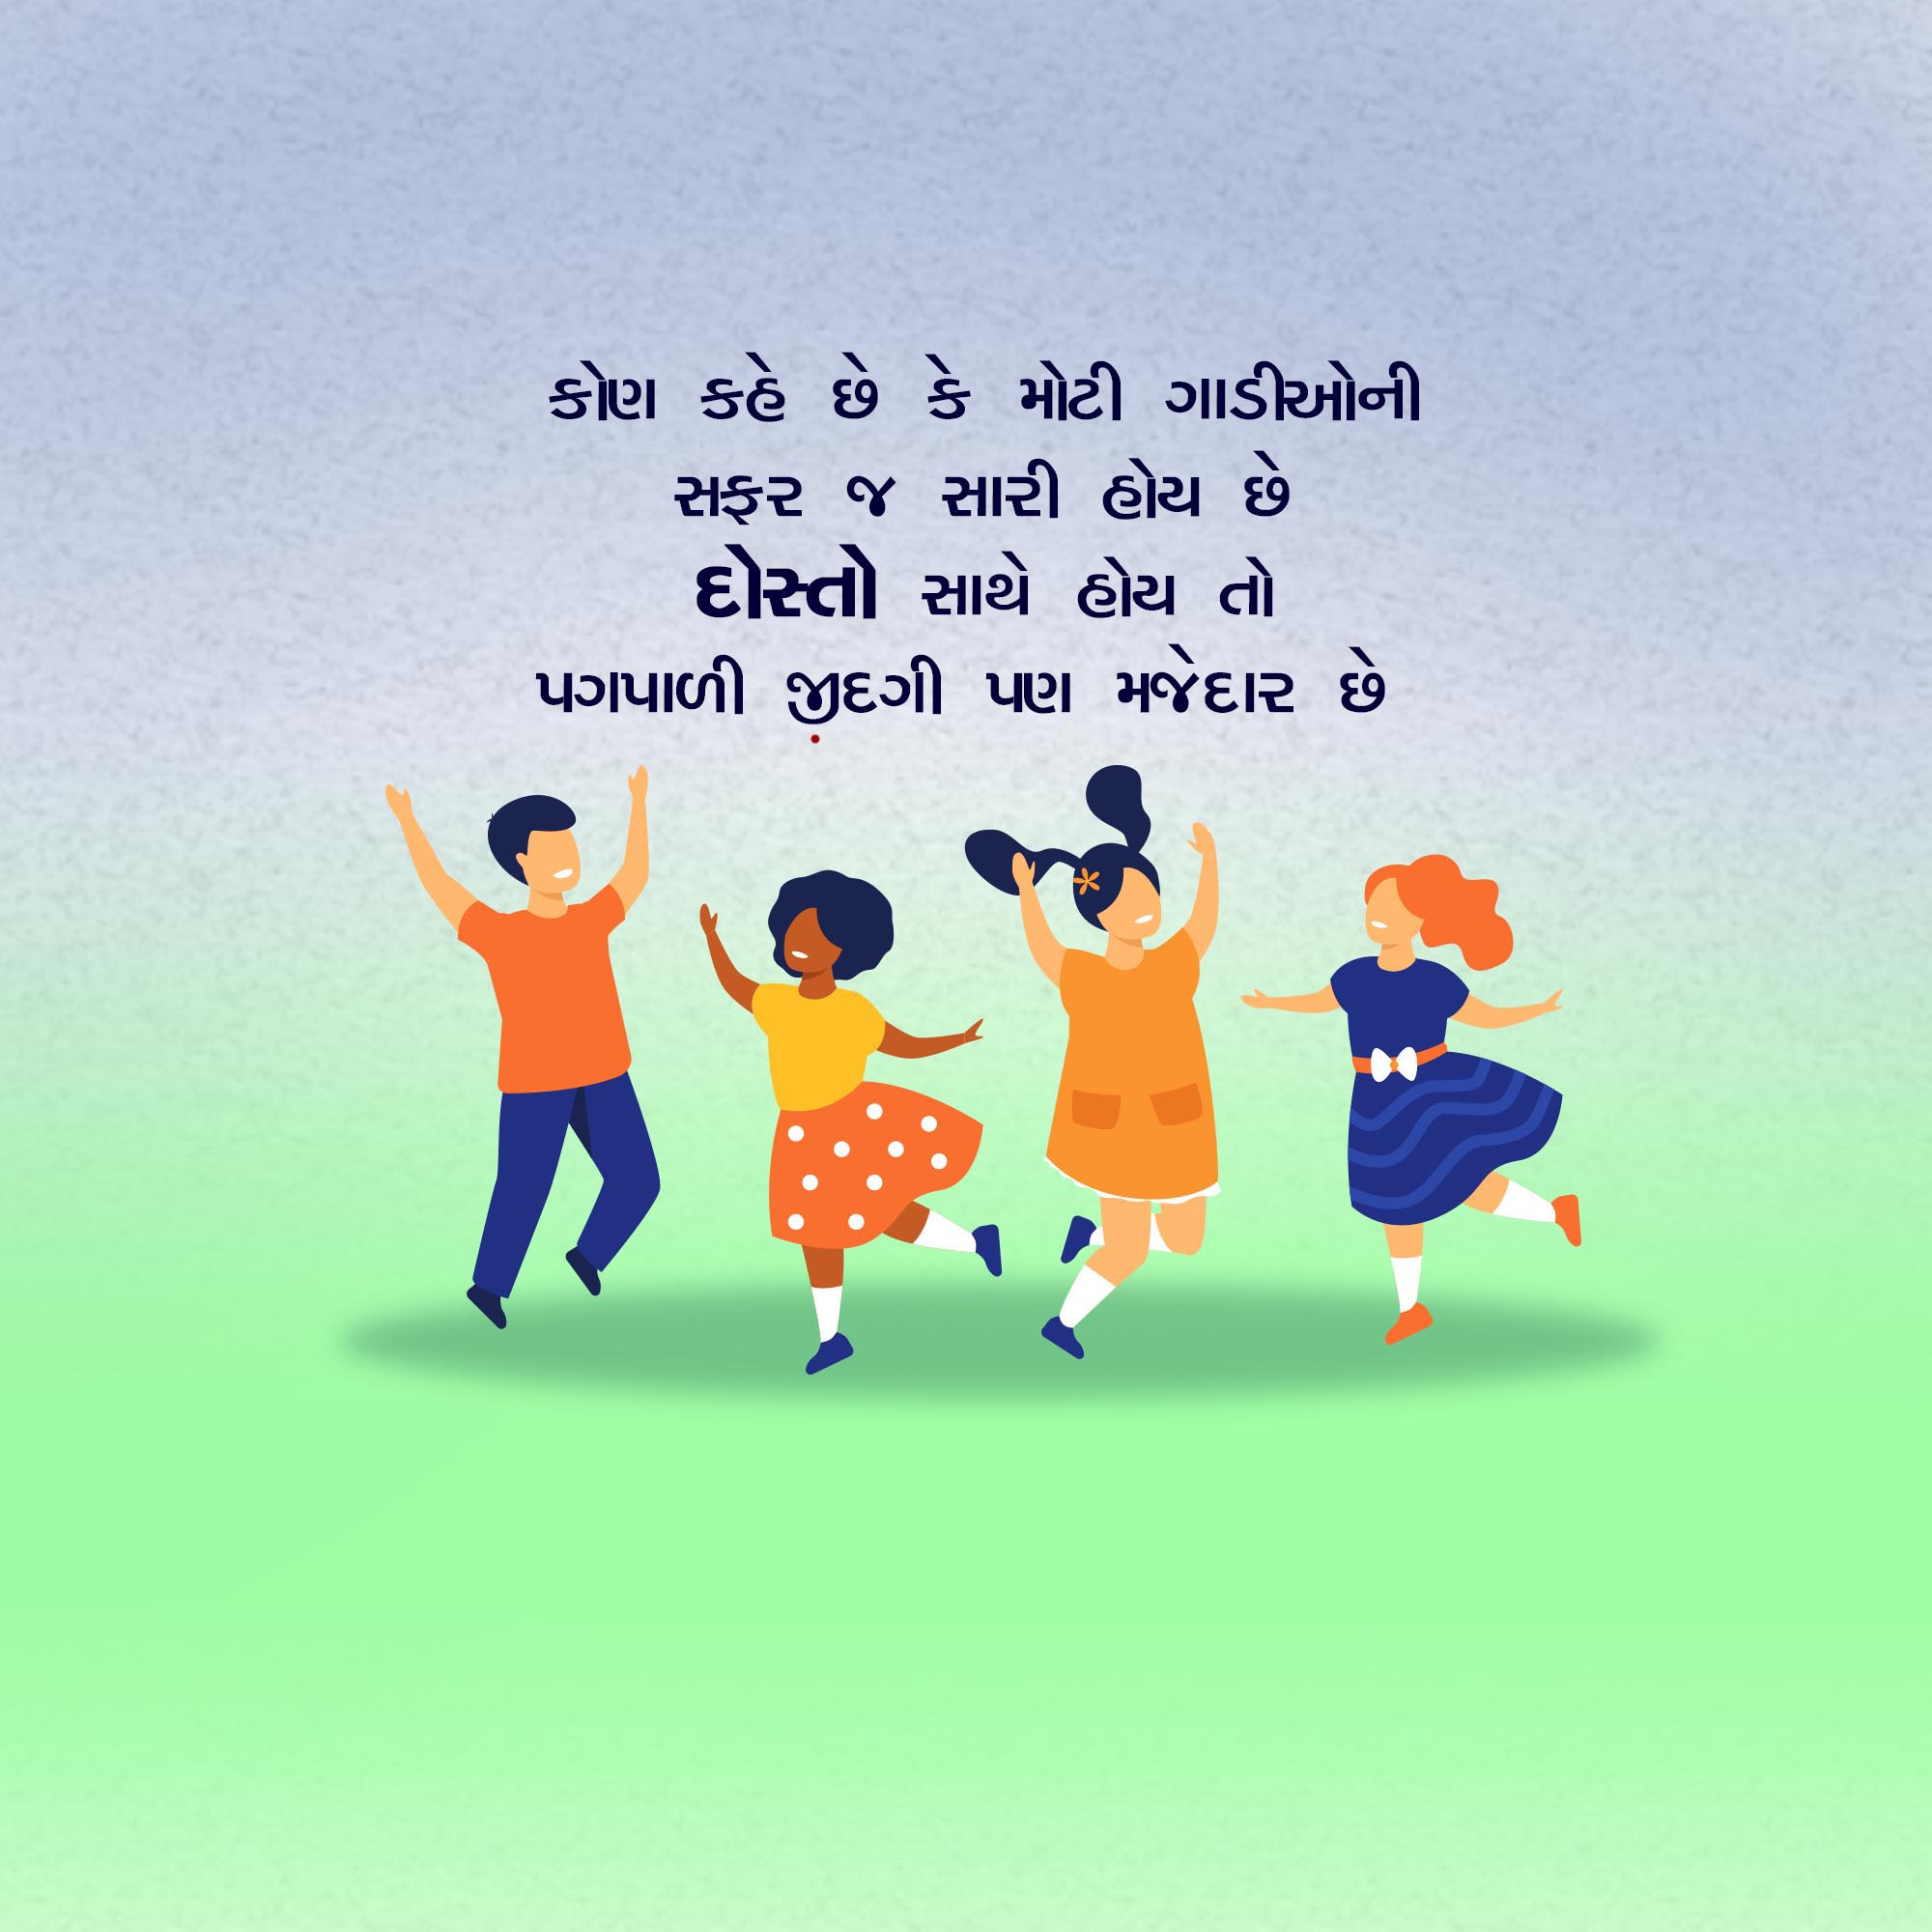 કોણ કહે છે કે મોટી ગાડીઓની
સફર જ સારી હોય છે
દોસ્તો સાથે હોય તો
પગપાળી જીદગી પણ મજેદાર છે